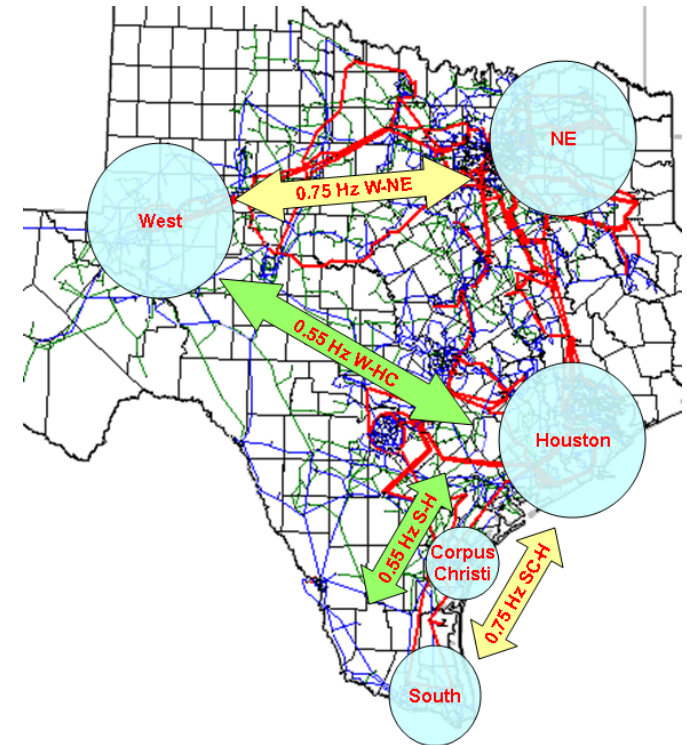 NE
0.75 Hz W-NE
West
0.55 Hz W-HC
Houston
0.55 Hz S-H
Corpus
Christi
0.75 Hz SC-H
South